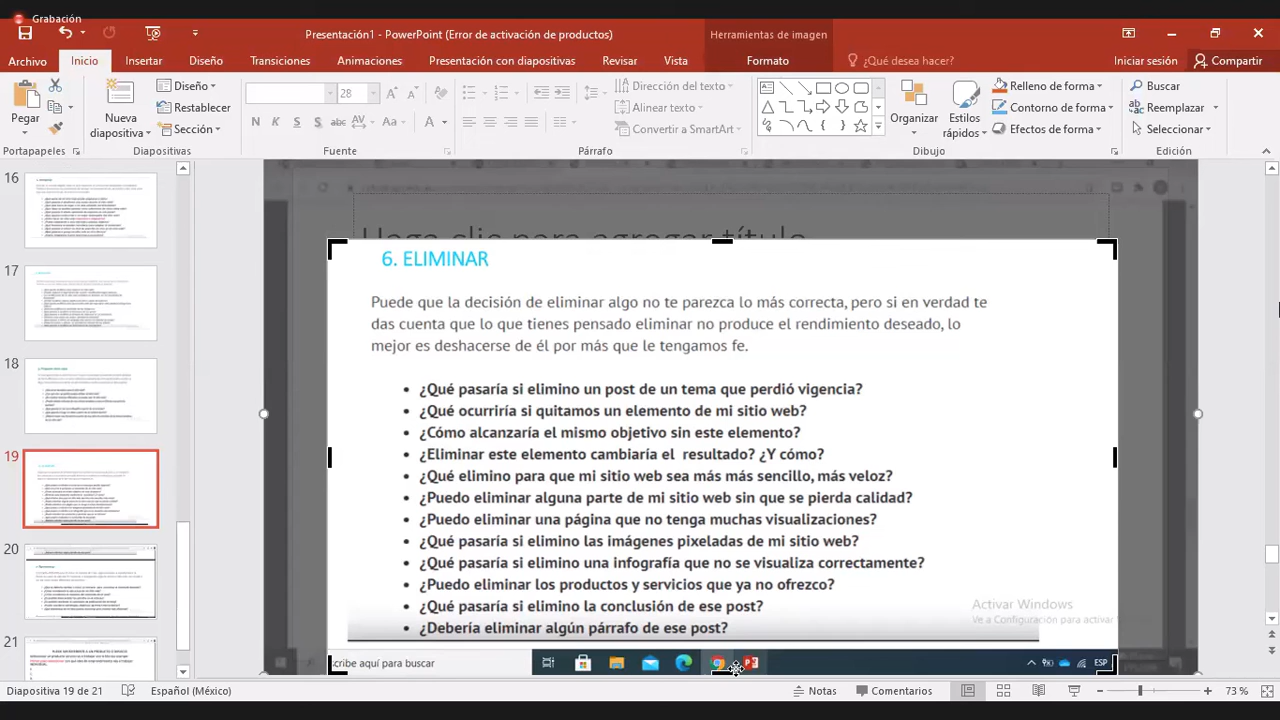 Grabación
Presentación1 - PowerPoint (Error de activación de productos)
Herramientas de imagen
Archivo
Inicio
Insertar
Diseño
Transiciones
Animaciones
Presentación con diapositivas
Revisar
Vista
Formato
¿Qué desea hacer?
Iniciar sesión
Compartir
Pegar
Nueva
diapositiva
Diseño
Restablecer
Sección
28
N K S abc AV Aa A
Dirección del texto
Alinear texto
Convertir a SmartArt
Organizar
Estilos
rápidos
Relleno de forma
Contorno de forma
Efectos de forma
Buscar
Reemplazar
Seleccionar
Portapapeles
Diapositivas
Fuente
Párrafo
Dibujo
Edición
16
17
18
19
20
21
6. ELIMINAR
Puede que la decisión de eliminar algo no te parezca lo más correcta, pero si en verdad te
das cuenta que lo que tienes pensado eliminar no produce el rendimiento deseado, lo
mejor es deshacerse de él por más que le tengamos fe.
• ¿Qué pasaría si elimino un post de un tema que perdió vigencia?
• ¿Qué ocurriría si quitamos un elemento de mi sitio web?
• ¿Cómo alcanzaría el mismo objetivo sin este elemento?
• ¿Eliminar este elemento cambiaría el resultado? ¿Y cómo?
• ¿Qué elimino para que mi sitio web sea más más sencillo, más veloz?
• ¿Puedo eliminar alguna parte de mi sitio web sin que pierda calidad?
• ¿Puedo eliminar una página que no tenga muchas visualizaciones?
• ¿Qué pasaría si elimino las imágenes pixeladas de mi sitio web?
• ¿Qué pasaría si elimino una infografía que no se visualiza correctamente?
• ¿Puedo eliminar los productos y servicios que ya no ofrezco?
• ¿Qué pasaría si elimino la conclusión de ese post?
• ¿Debería eliminar algún párrafo de ese post?
Activar Windows
Ve a Configuración para activar
cribe aquí para buscar
ESP
Diapositiva 19 de 21
Español (México)
Notas
Comentarios
73 %